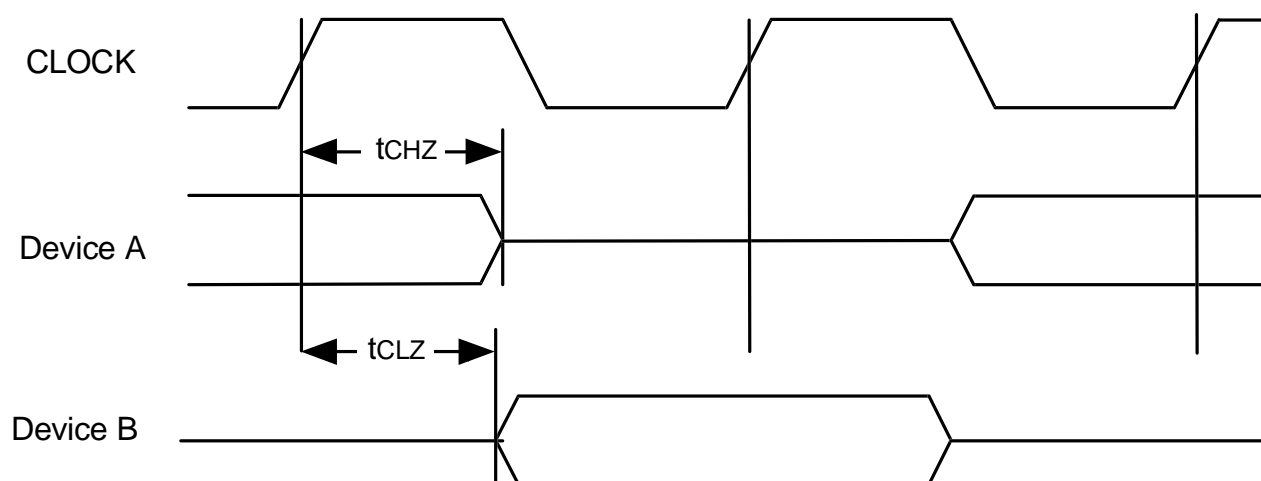 CLOCK
tCHZ
Device A
tCLZ
Device B